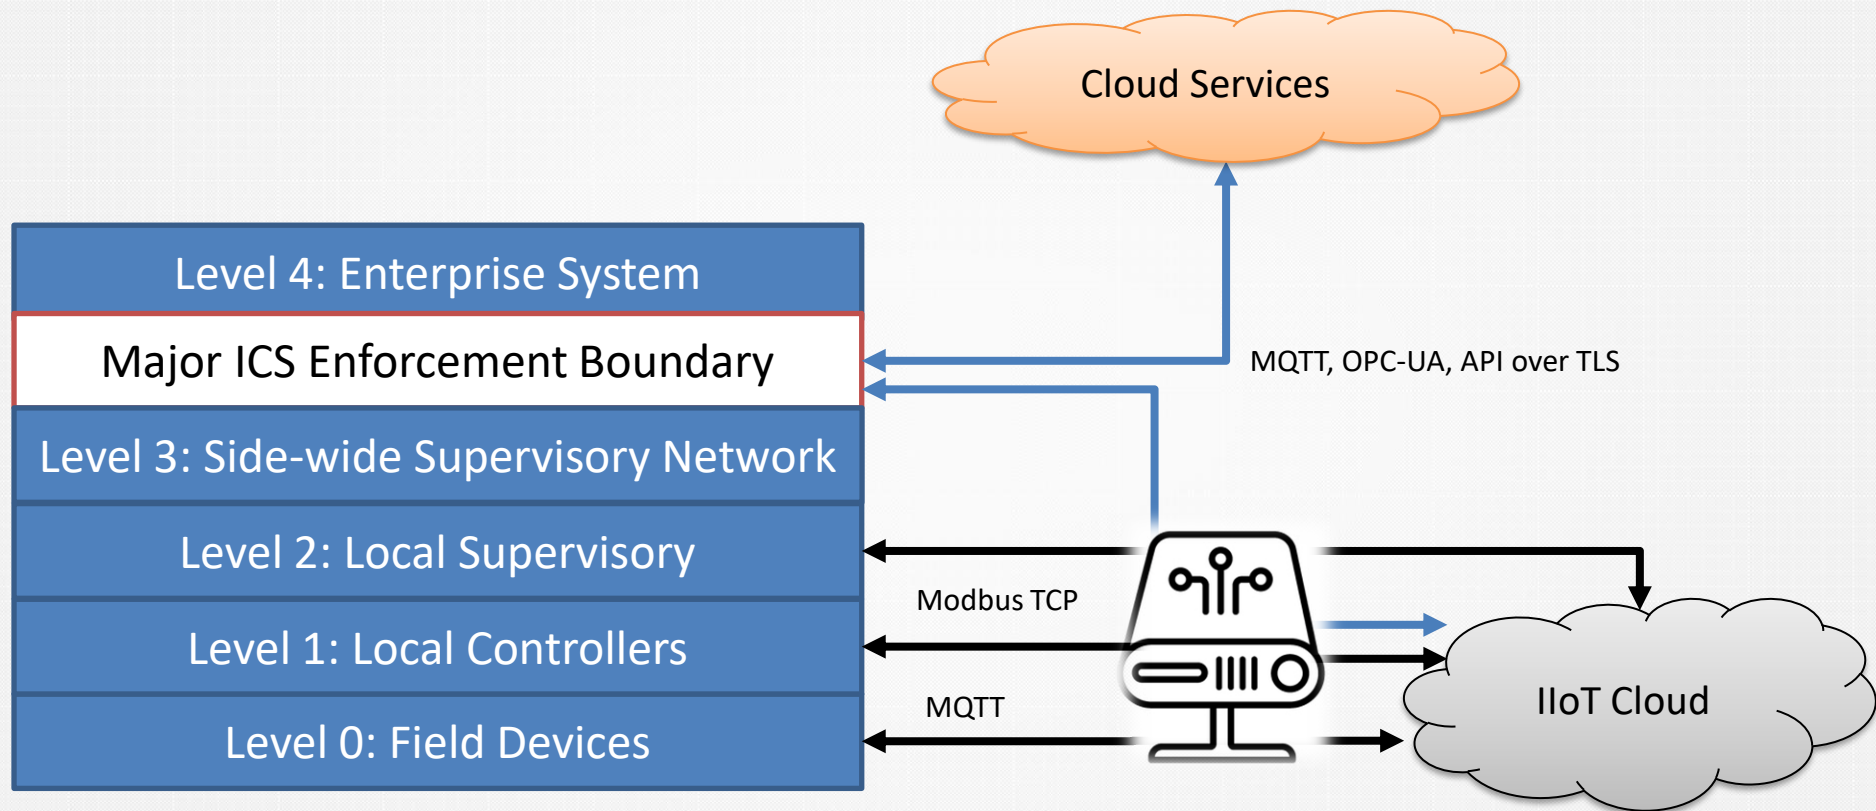 Cloud Services
Level 4: Enterprise System
Major ICS Enforcement Boundary
MQTT, OPC-UA, API over TLS
Level 3: Side-wide Supervisory Network
Level 2: Local Supervisory
Modbus TCP
Level 1: Local Controllers
IIoT Cloud
MQTT
Level 0: Field Devices